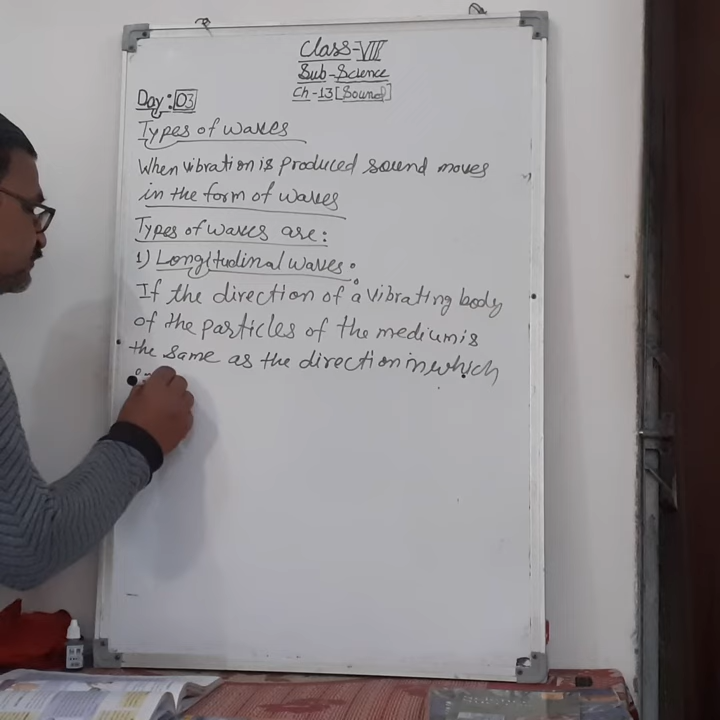 Class-VIII
Sub-Science
Ch-13[Sound]
Day:03
Types of waves
When vibration is produced sound moves
in the form of waves
Types of waves are:
1) Longitudinal waves:
If the direction of a vibrating body
of the particles of the medium is
the same as the direction in which